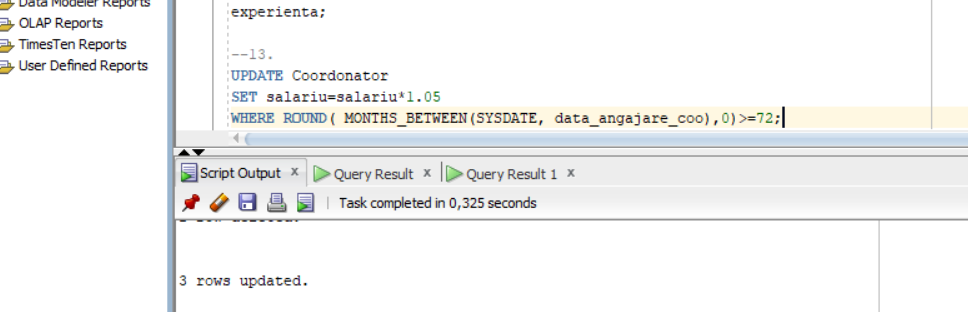 Data Modeler Reports
OLAP Reports
TimesTen Reports
User Defined Reports
experienta;
--13.
UPDATE Coordonator
SET salariu=salariu*1.05
WHERE ROUND( MONTHS_BETWEEN(SYSDATE, data_angajare_coo),0)>=72;
Script Output x Query Result x Query Result 1 x
Task completed in 0,325 seconds
3 rows updated.